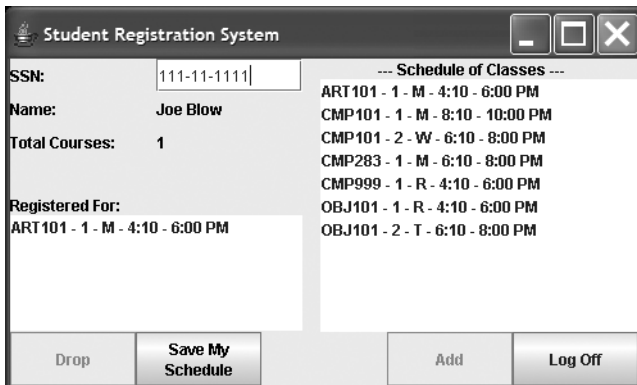 Student Registration System
SSN: 111-11-1111
Name: Joe Blow
Total Courses: 1
Registered For:
ART101 - 1 - M - 4:10 - 6:00 PM
--- Schedule of Classes ---
ART101 - 1 - M - 4:10 - 6:00 PM
CMP101 - 1 - M - 8:10 - 10:00 PM
CMP101 - 2 - W - 6:10 - 8:00 PM
CMP283 - 1 - M - 6:10 - 8:00 PM
CMP999 - 1 - R - 4:10 - 6:00 PM
OBJ101 - 1 - R - 4:10 - 6:00 PM
OBJ101 - 2 - T - 6:10 - 8:00 PM
Drop
Save My
Schedule
Add
Log Off